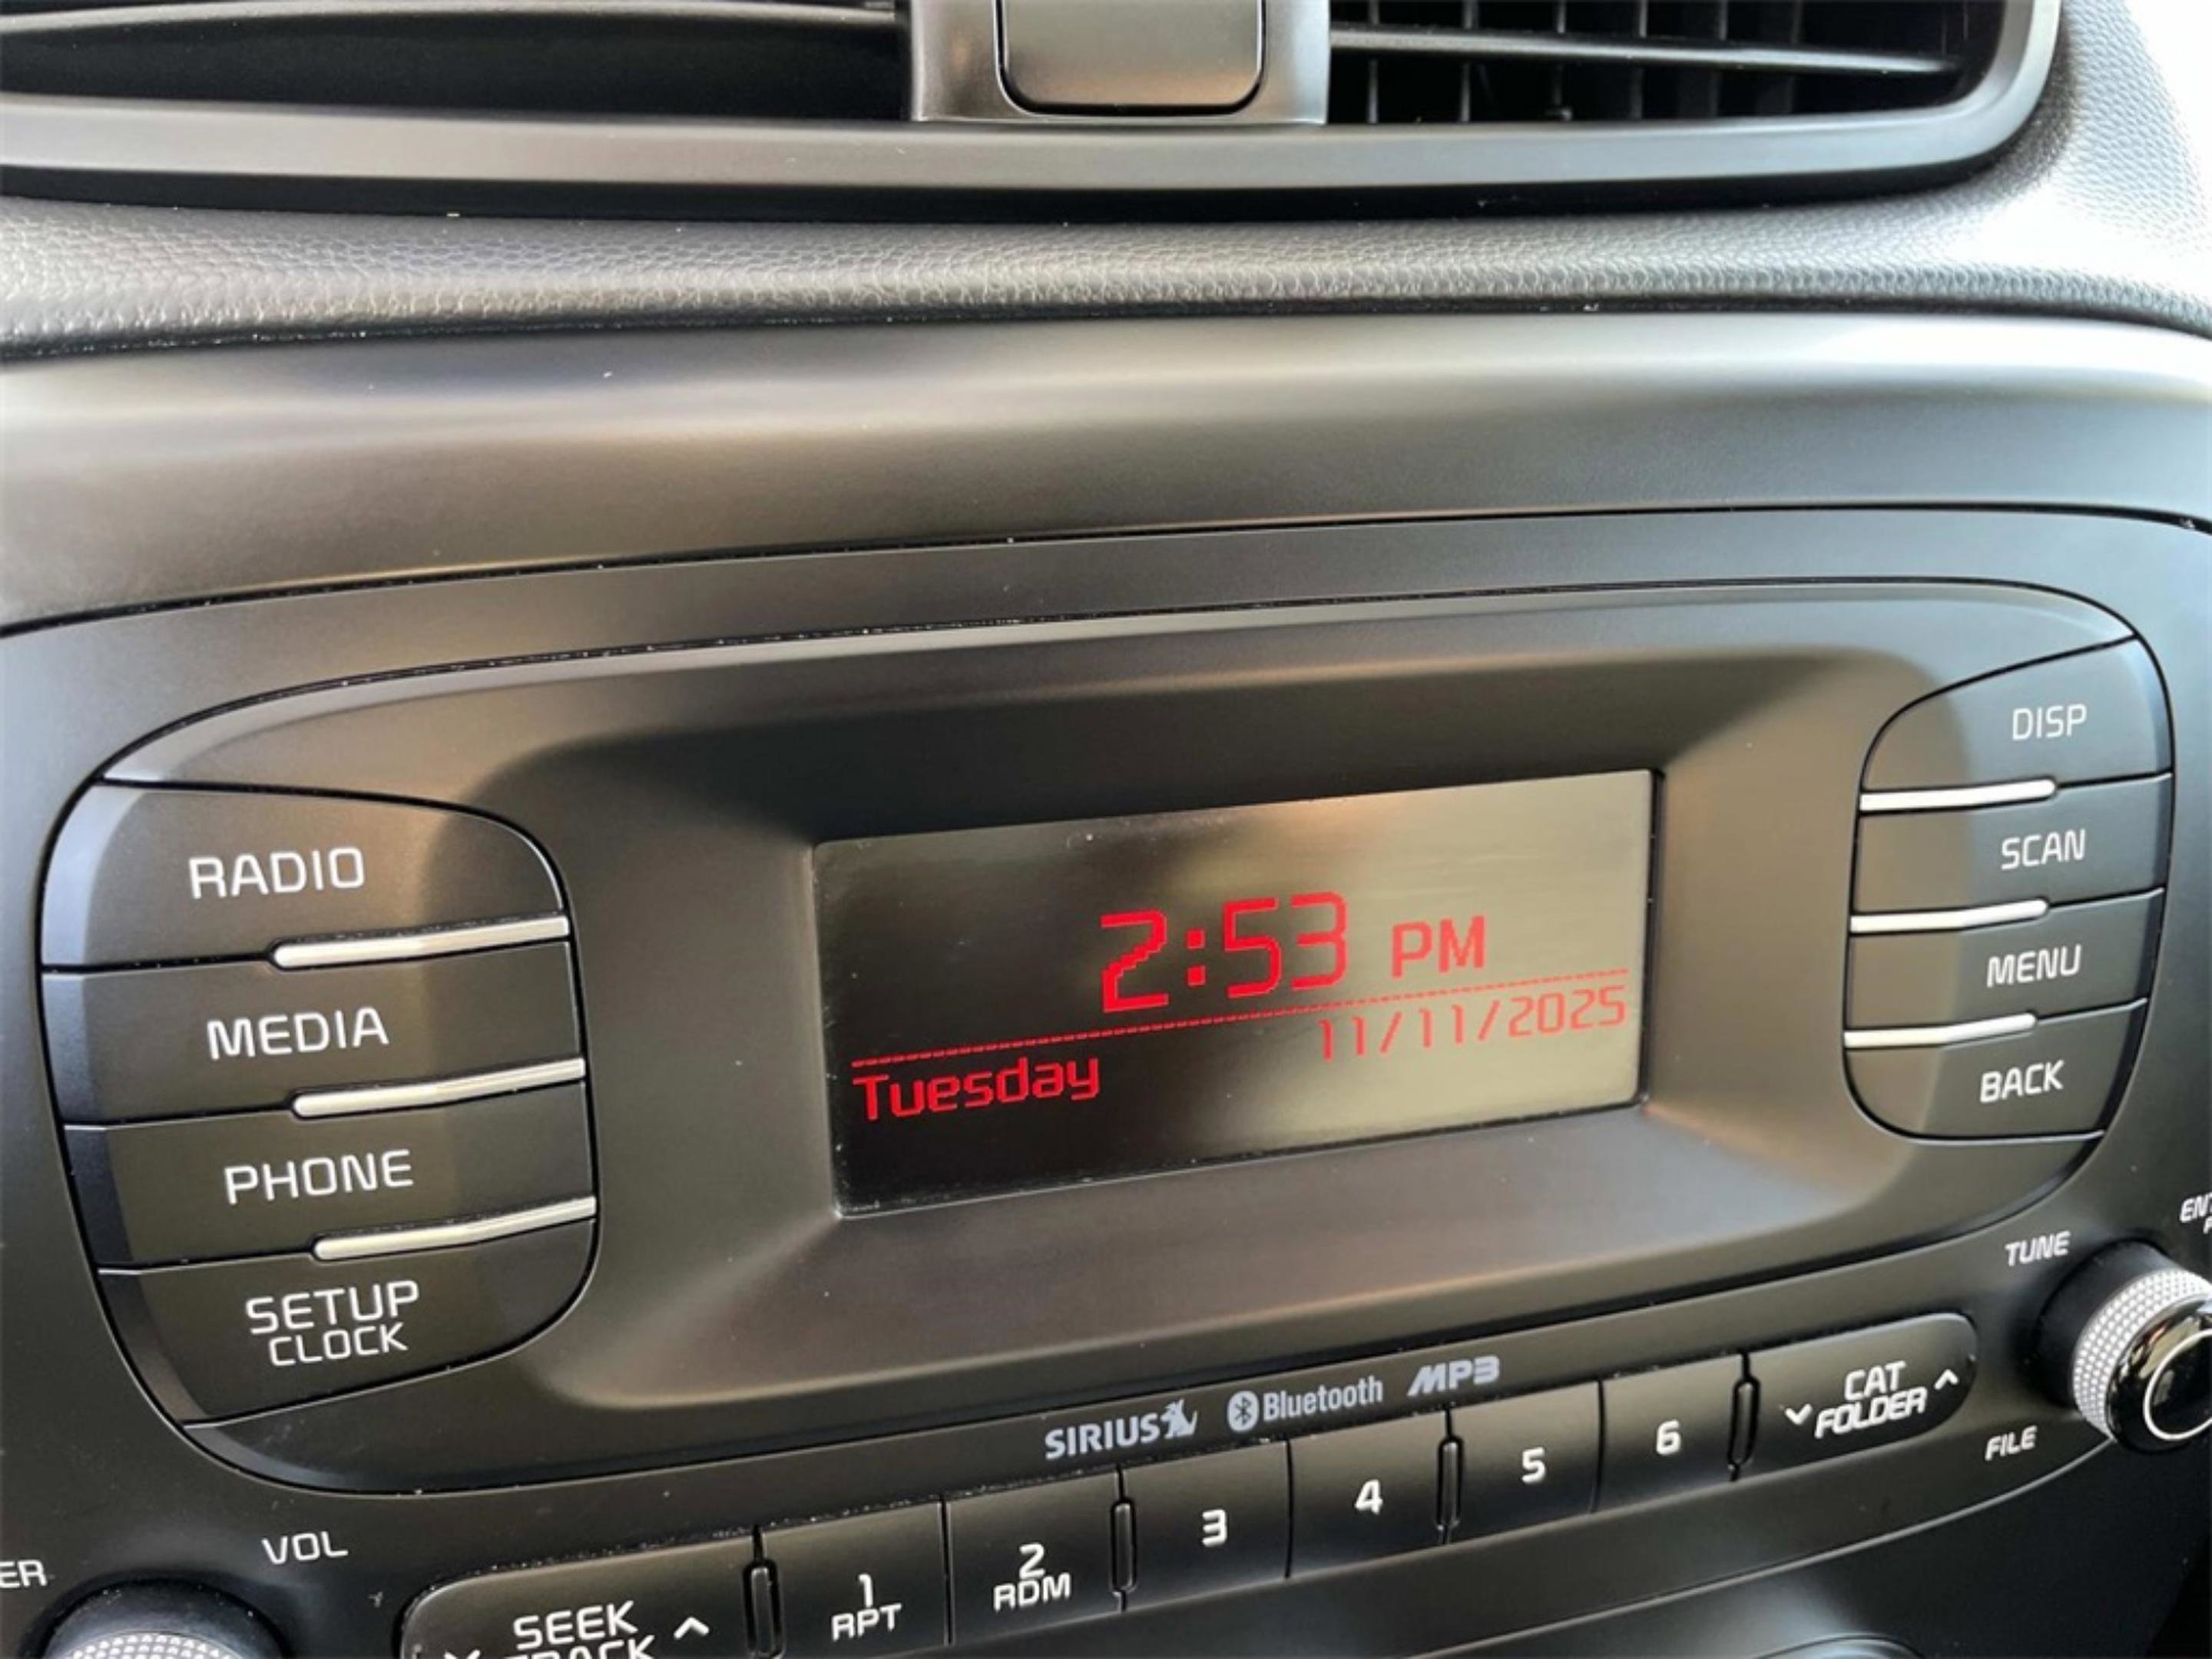 RADIO
MEDIA
PHONE
SETUP
CLOCK
2:53 PM
11/11/2025
Tuesday
DISP
SCAN
MENU
BACK
TUNE
FILE
SIRIUS Bluetooth MP3
VOL
SEEK
TRACK
1
RPT
2
RDM
3
4
5
6
CAT
FOLDER